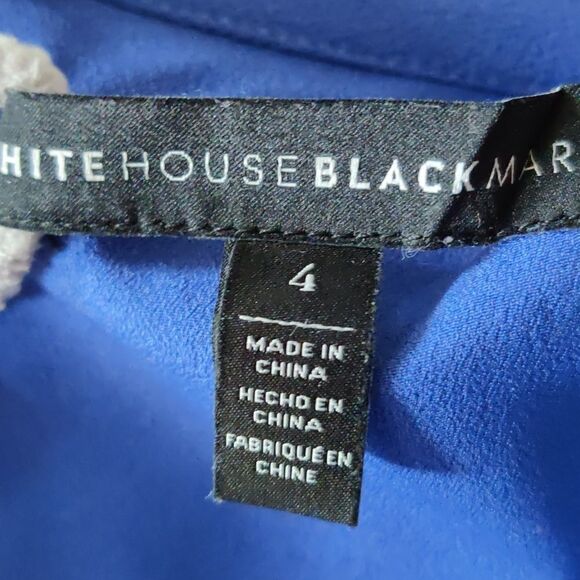 HITEHOUSEBLACKMAR
4
MADE IN
CHINA
HECHO EN
CHINA
FABRIQUÉ EN
CHINE